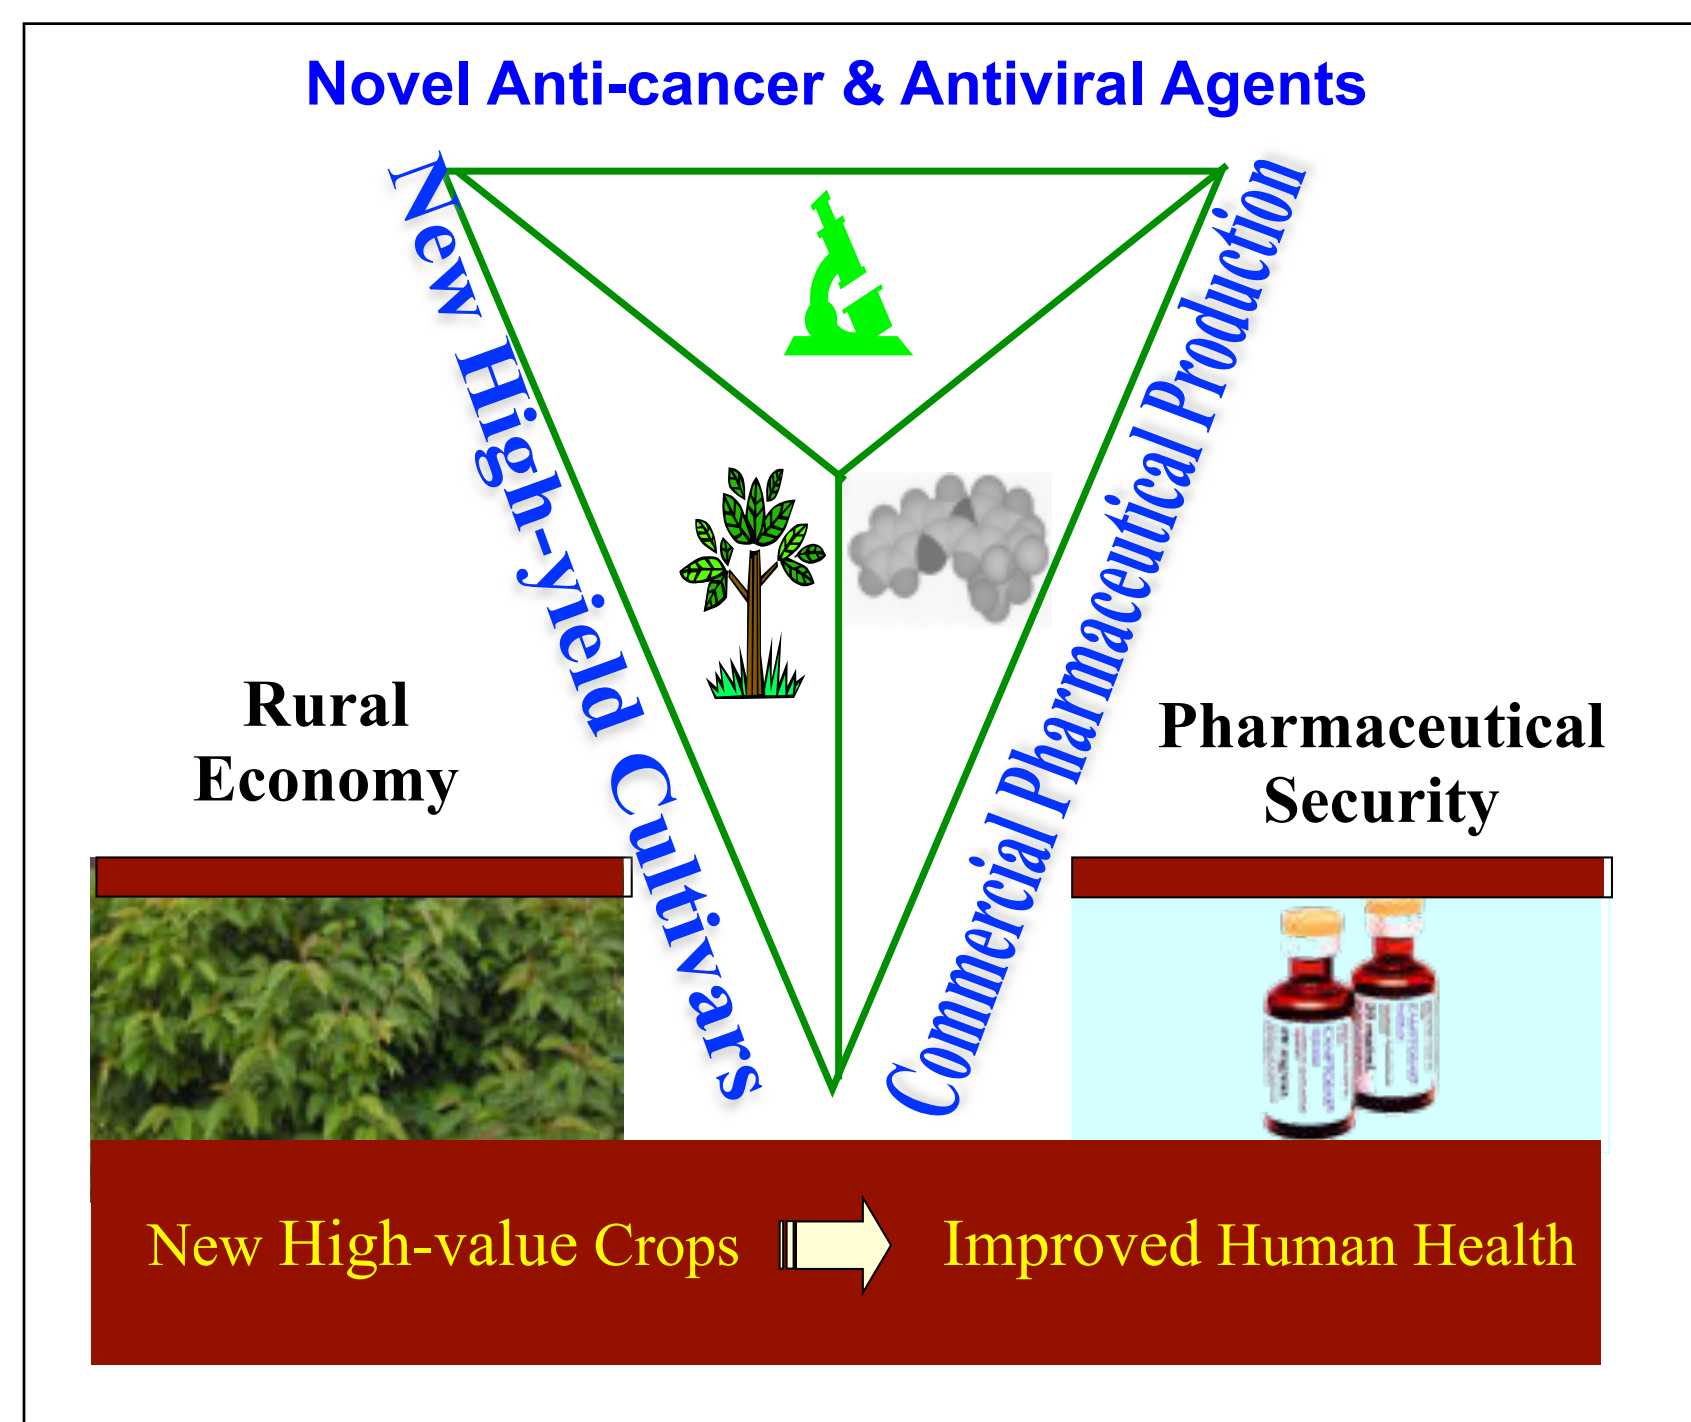 Novel Anti-cancer & Antiviral Agents
New High-yield Cultivars
Commercial Pharmaceutical Production
Rural
Economy
Pharmaceutical
Security
New High-value Crops
Improved Human Health